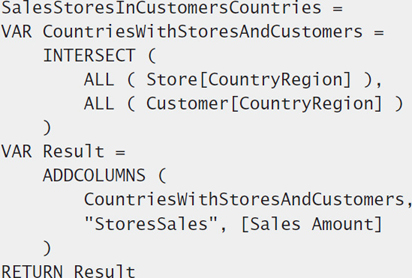 SalesStoresInCustomersCountries =
VAR CountriesWithStoresAndCustomers =
    INTERSECT (
        ALL ( Store[CountryRegion] ),
        ALL ( Customer[CountryRegion] )
    )
VAR Result =
    ADDCOLUMNS (
        CountriesWithStoresAndCustomers,
        "StoresSales", [Sales Amount]
    )
RETURN Result